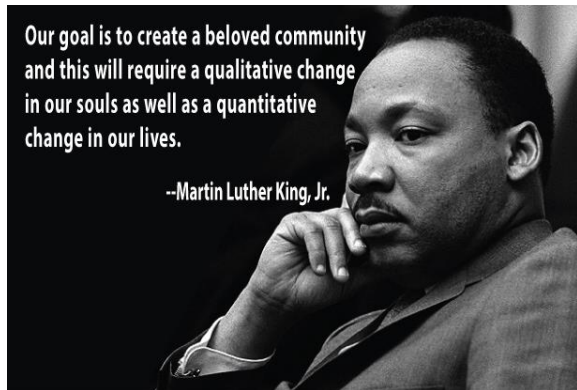 Our goal is to create a beloved community
and this will require a qualitative change
in our souls as well as a quantitative
change in our lives.
--Martin Luther King, Jr.